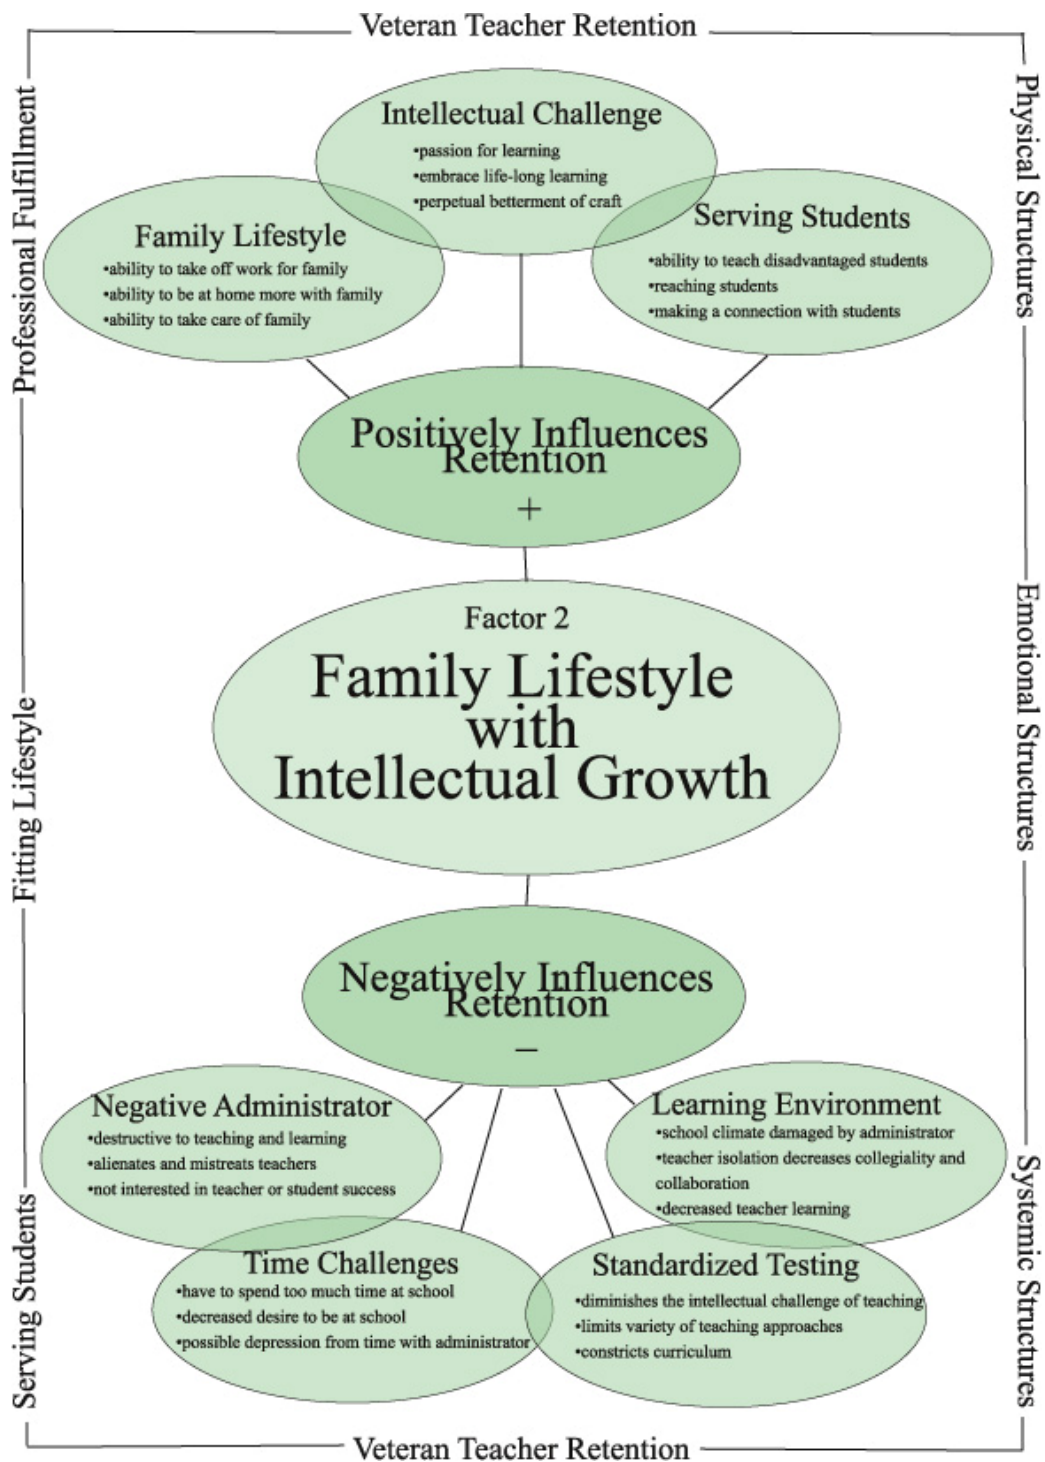 Veteran Teacher Retention
Professional Fulfillment
Fitting Lifestyle
Serving Students
Physical Structures
Emotional Structures
Systemic Structures
Intellectual Challenge
•passion for learning
•embrace life-long learning
•perpetual betterment of craft
Family Lifestyle
•ability to take off work for family
•ability to be at home more with family
•ability to take care of family
Serving Students
•ability to teach disadvantaged students
•reaching students
•making a connection with students
Positively Influences
Retention
+
Factor 2
Family Lifestyle
with
Intellectual Growth
Negatively Influences
Retention
–
Negative Administrator
•destructive to teaching and learning
•alienates and mistreats teachers
•not interested in teacher or student success
Learning Environment
•school climate damaged by administrator
•teacher isolation decreases collegiality and
collaboration
•decreased teacher learning
Time Challenges
•have to spend too much time at school
•decreased desire to be at school
•possible depression from time with administrator
Standardized Testing
•diminishes the intellectual challenge of teaching
•limits variety of teaching approaches
•constricts curriculum
Veteran Teacher Retention